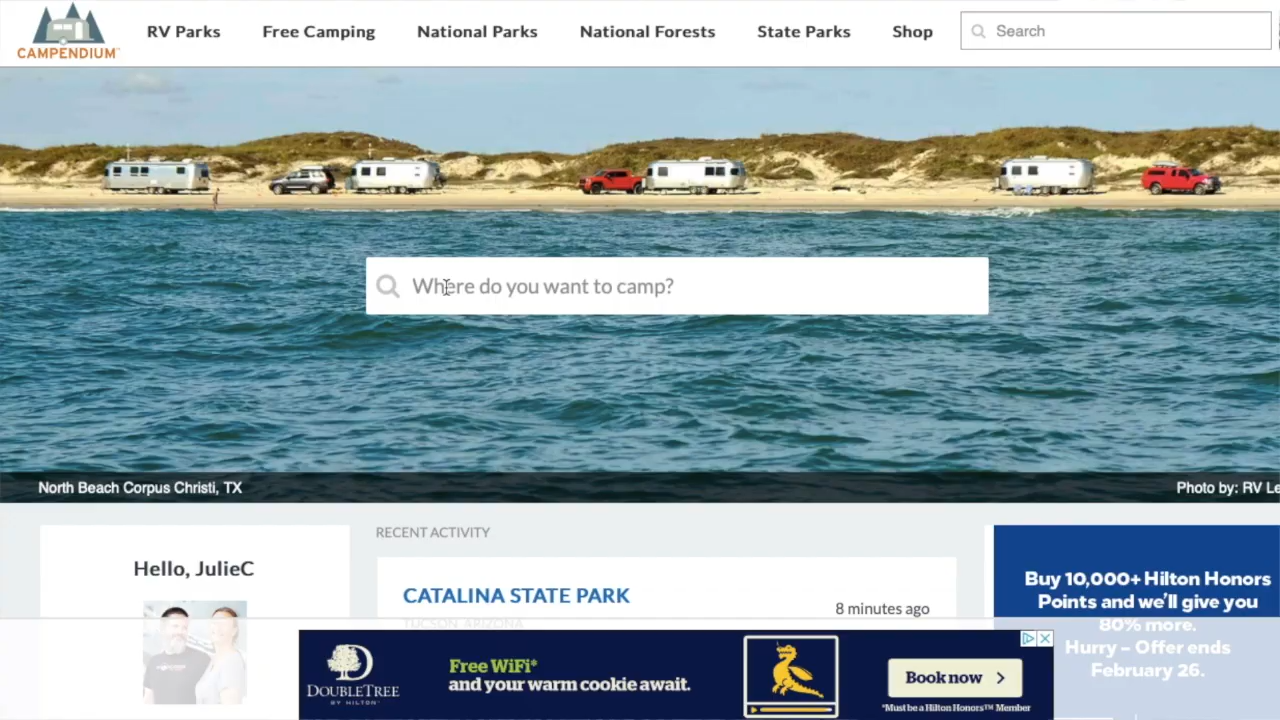 CAMPENDIUM
RV Parks
Free Camping
National Parks
National Forests
State Parks
Shop
Search
Where do you want to camp?
North Beach Corpus Christi, TX
Photo by: RV Le
RECENT ACTIVITY
Hello, JulieC
CATALINA STATE PARK
8 minutes ago
TUCSON, ARIZONA
Buy 10,000+ Hilton Honors
Points and we'll give you
80% more.
Hurry – Offer ends
February 26.
DOUBLETREE
BY HILTON™
Free WiFi*
and your warm cookie await.
Book now
*Must be a Hilton Honors™ Member